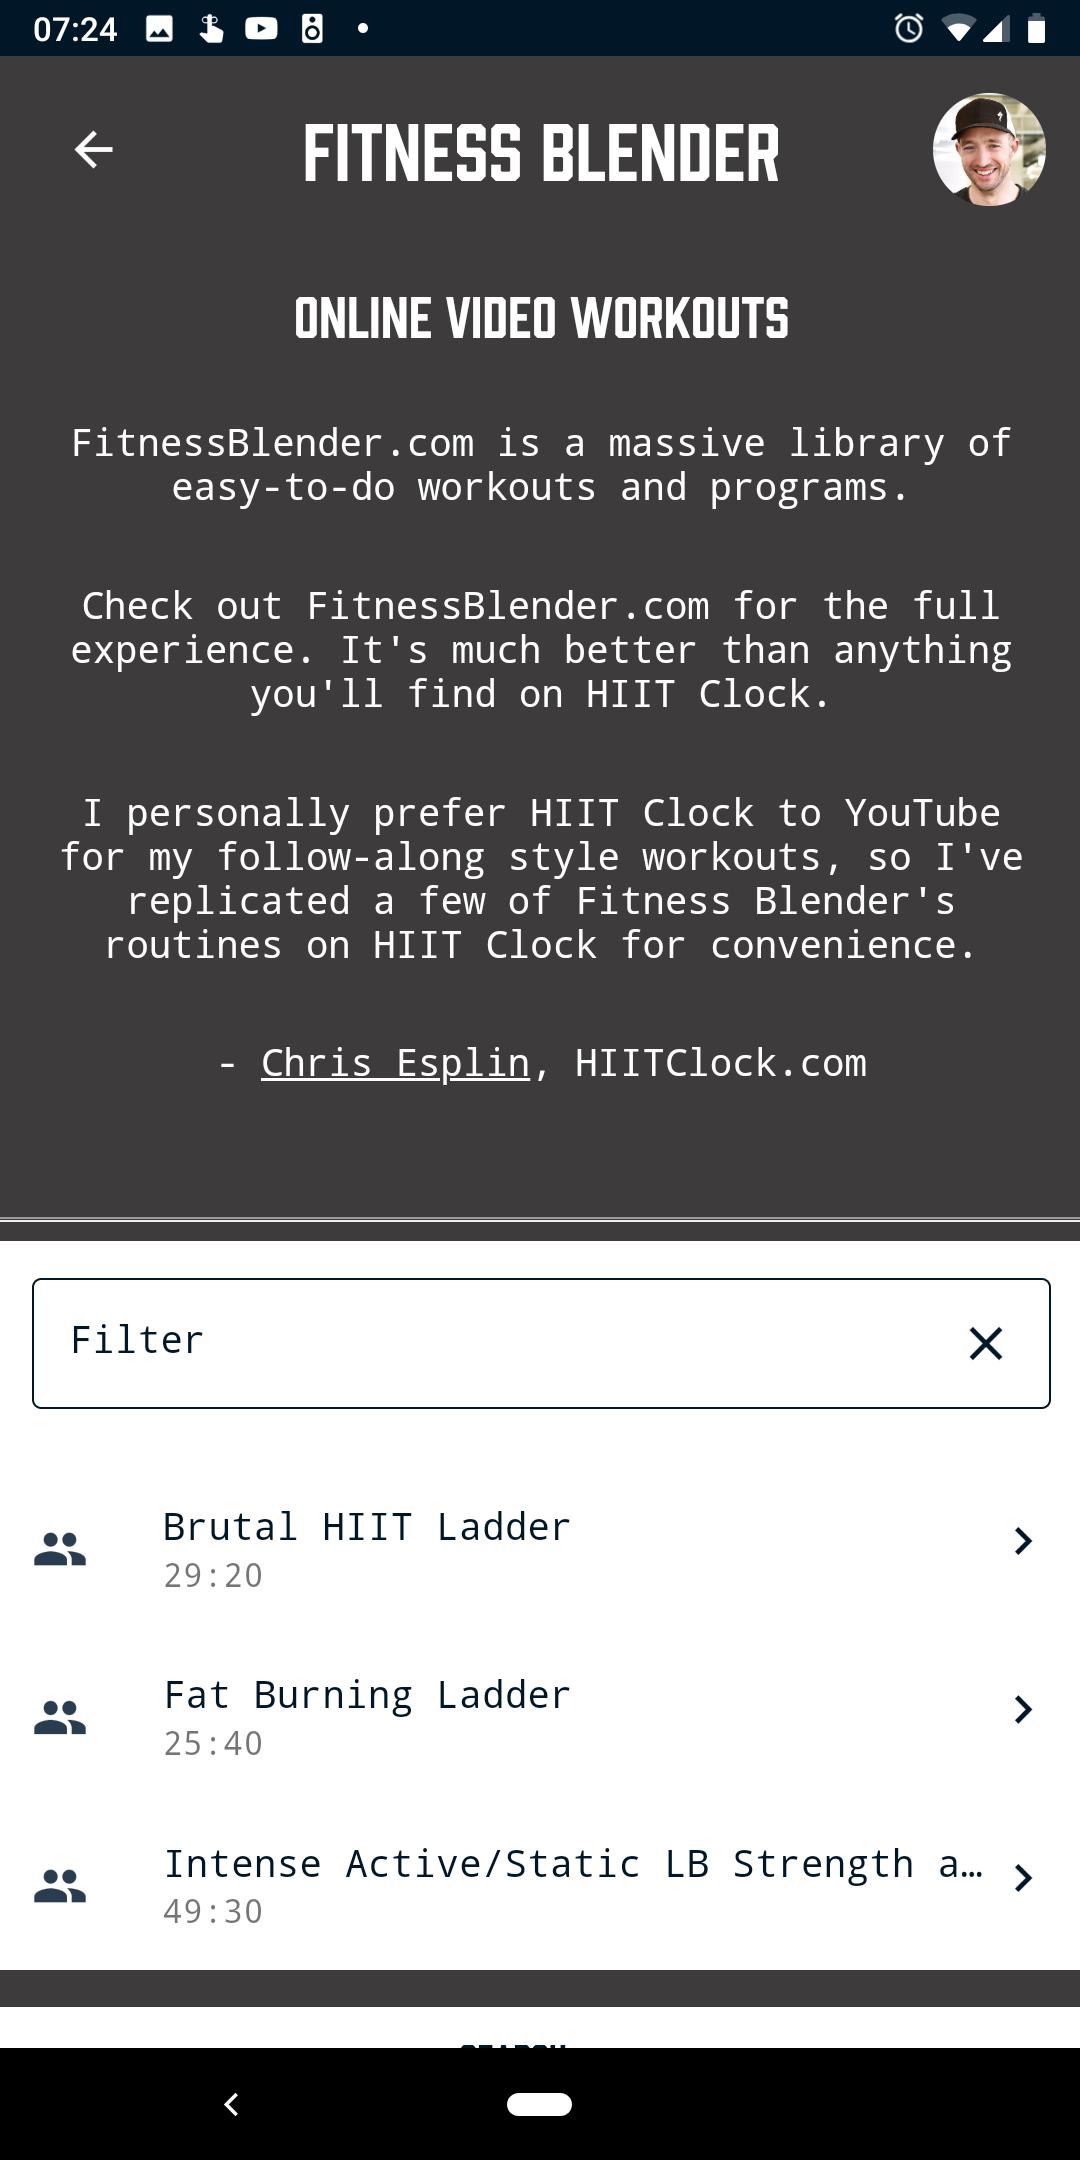 07:24
FITNESS BLENDER
ONLINE VIDEO WORKOUTS
FitnessBlender.com is a massive library of
easy-to-do workouts and programs.
Check out FitnessBlender.com for the full
experience. It's much better than anything
you'll find on HIIT Clock.
I personally prefer HIIT Clock to YouTube
for my follow-along style workouts, so I've
replicated a few of Fitness Blender's
routines on HIIT Clock for convenience.
- Chris Esplin, HIITClock.com
Filter
Brutal HIIT Ladder
29:20
Fat Burning Ladder
25:40
Intense Active/Static LB Strength a…
49:30